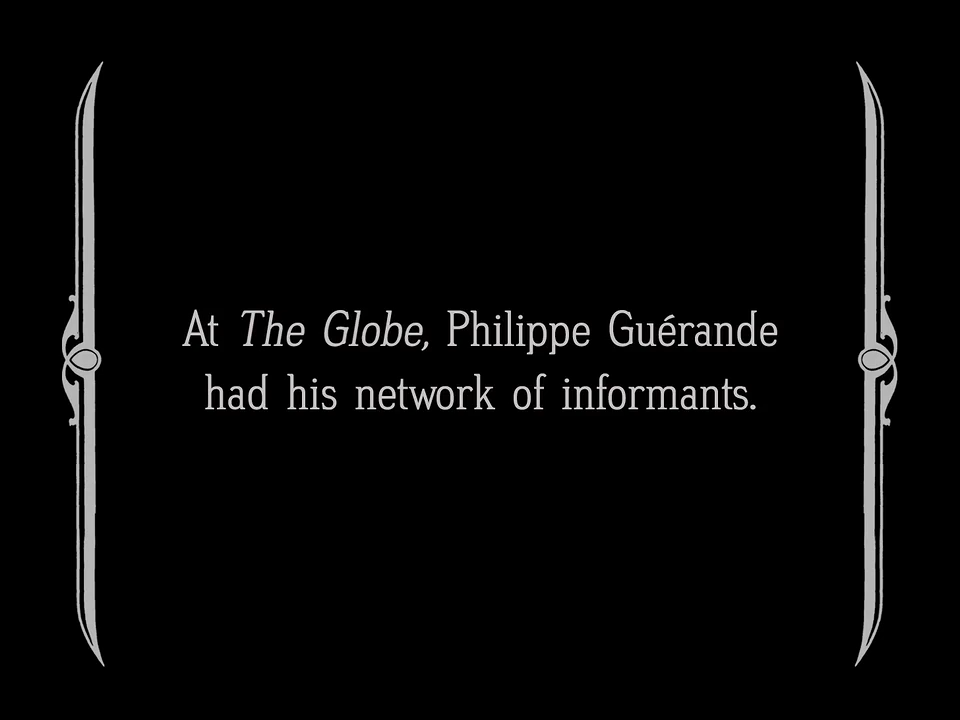 At The Globe, Philippe Guérande
had his network of informants.